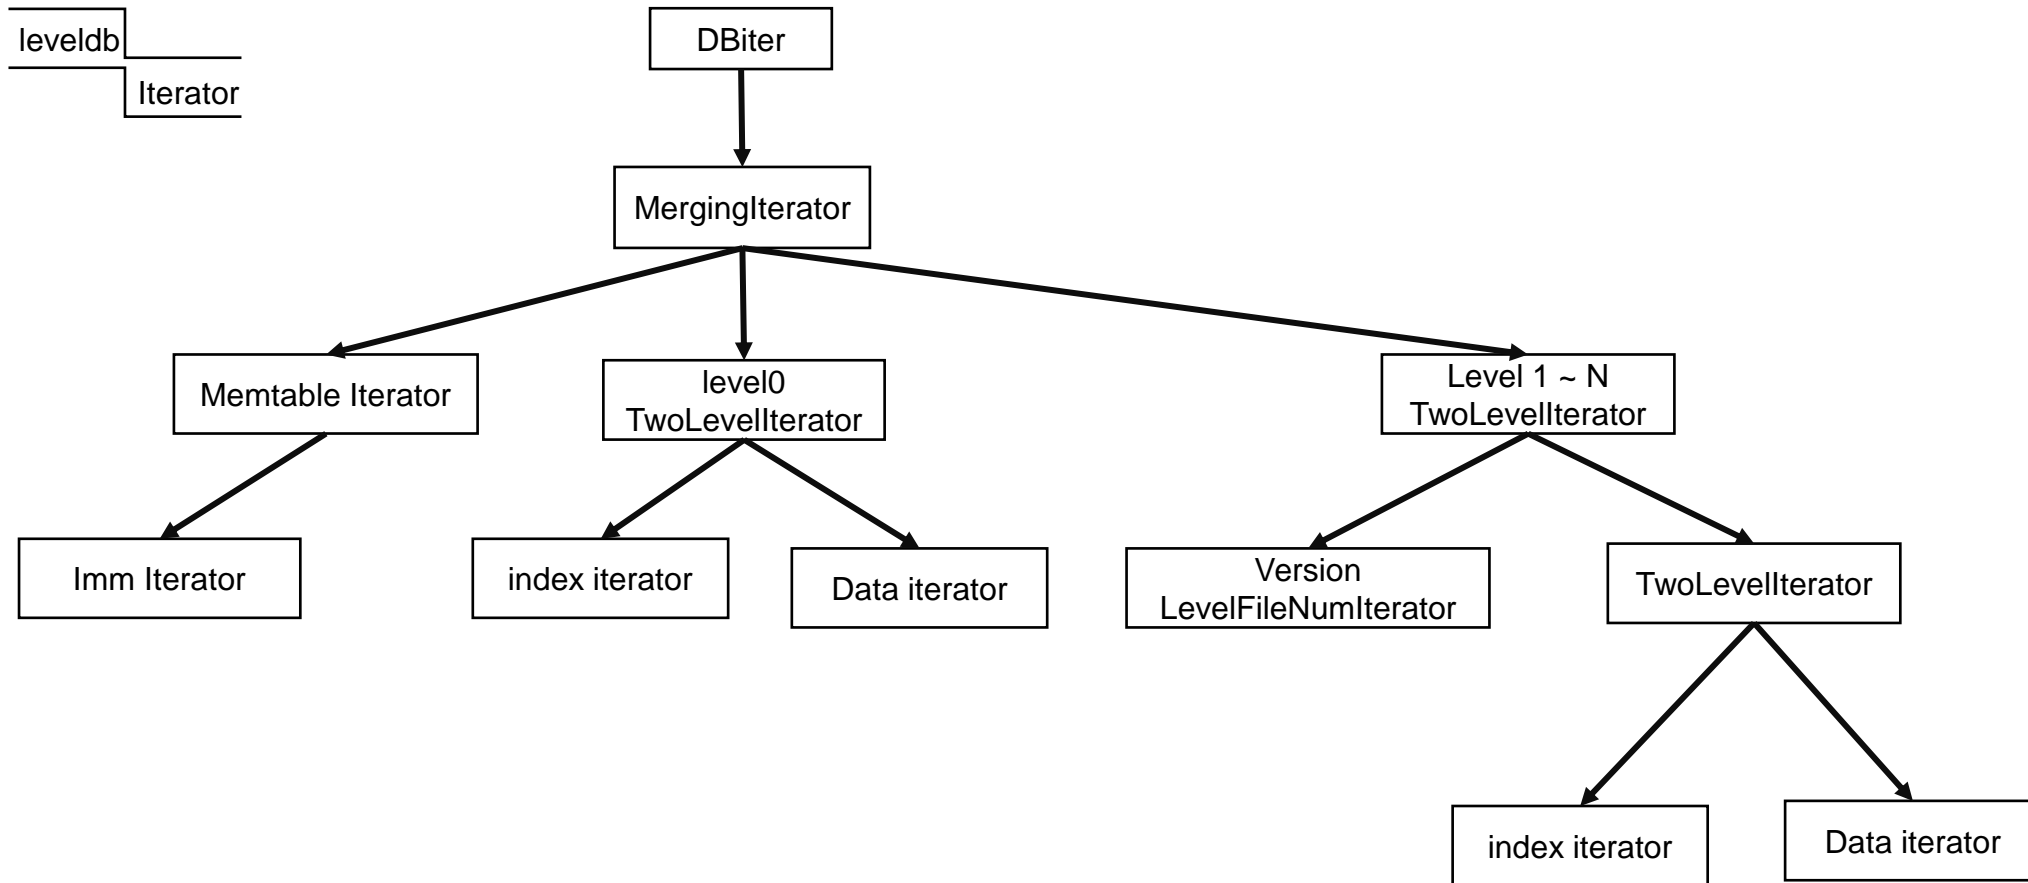 leveldb
Iterator
DBiter
MergingIterator
Memtable Iterator
level0
TwoLevelIterator
Level 1 ~ N
TwoLevelIterator
Imm Iterator
index iterator
Data iterator
Version
LevelFileNumIterator
TwoLevelIterator
index iterator
Data iterator